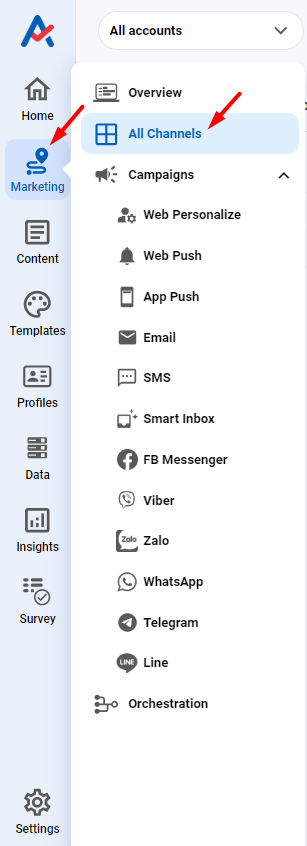 All accounts
Home
Marketing
Content
Templates
Profiles
Data
Insights
Survey
Settings
Overview
All Channels
Campaigns
Web Personalize
Web Push
App Push
Email
SMS
Smart Inbox
FB Messenger
Viber
Zalo
Zalo
WhatsApp
Telegram
LINE
Line
Orchestration